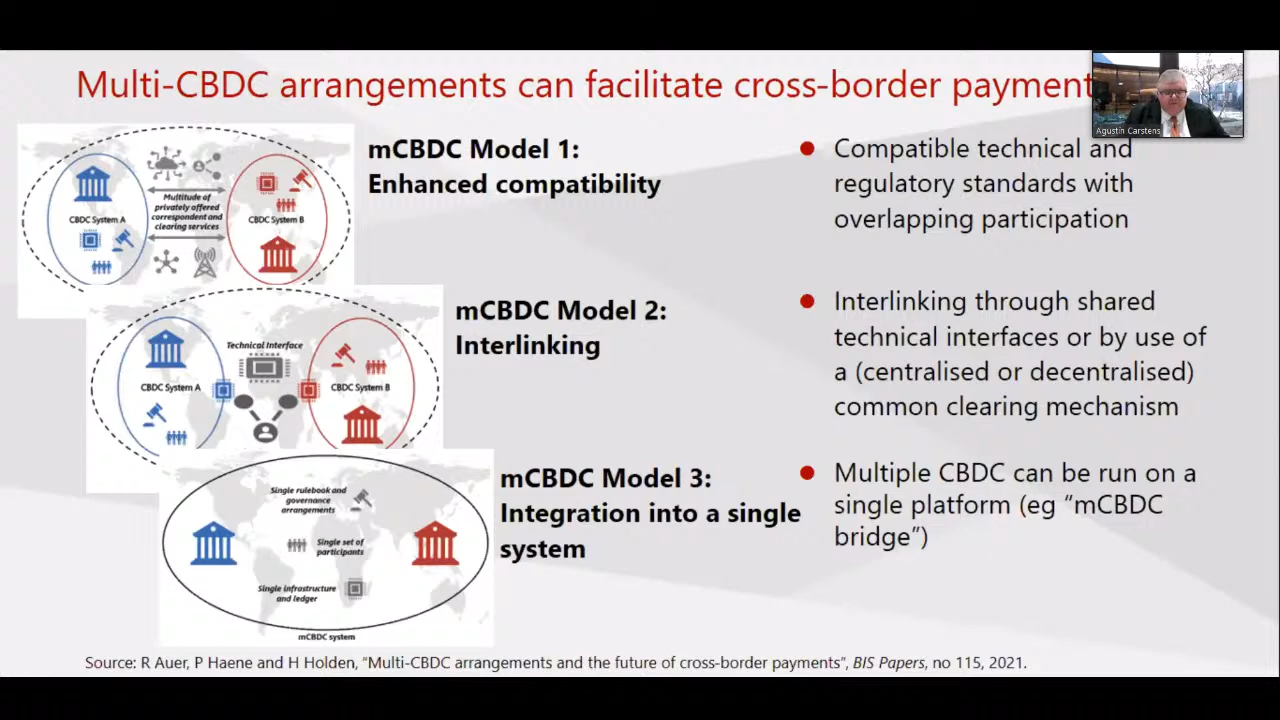 Multi-CBDC arrangements can facilitate cross-border payment
Agustín Carstens
mCBDC Model 1:
Enhanced compatibility
Compatible technical and
regulatory standards with
overlapping participation
Multitude of
privately offered
correspondent and
clearing services
CBDC System A
CBDC System B
mCBDC Model 2:
Interlinking
Interlinking through shared
technical interfaces or by use of
a (centralised or decentralised)
common clearing mechanism
Technical Interface
CBDC System A
CBDC System B
mCBDC Model 3:
Integration into a single
system
Multiple CBDC can be run on a
single platform (eg “mCBDC
bridge”)
Single rulebook and
governance
arrangements
Single set of
participants
Single infrastructure
and ledger
mCBDC system
Source: R Auer, P Haene and H Holden, “Multi-CBDC arrangements and the future of cross-border payments”, BIS Papers, no 115, 2021.